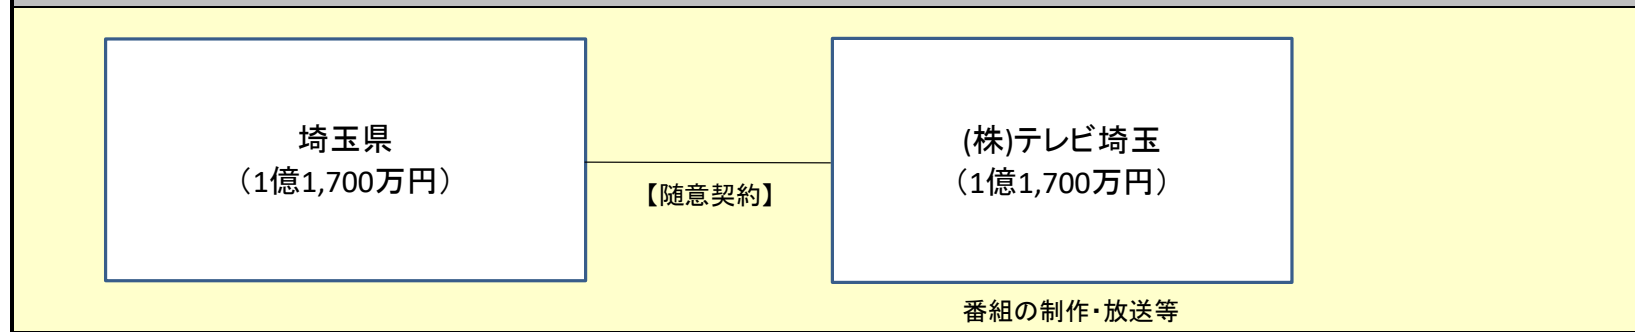 埼玉県
（1億1,700万円）
【随意契約】
(株)テレビ埼玉
（1億1,700万円）
番組の制作・放送等